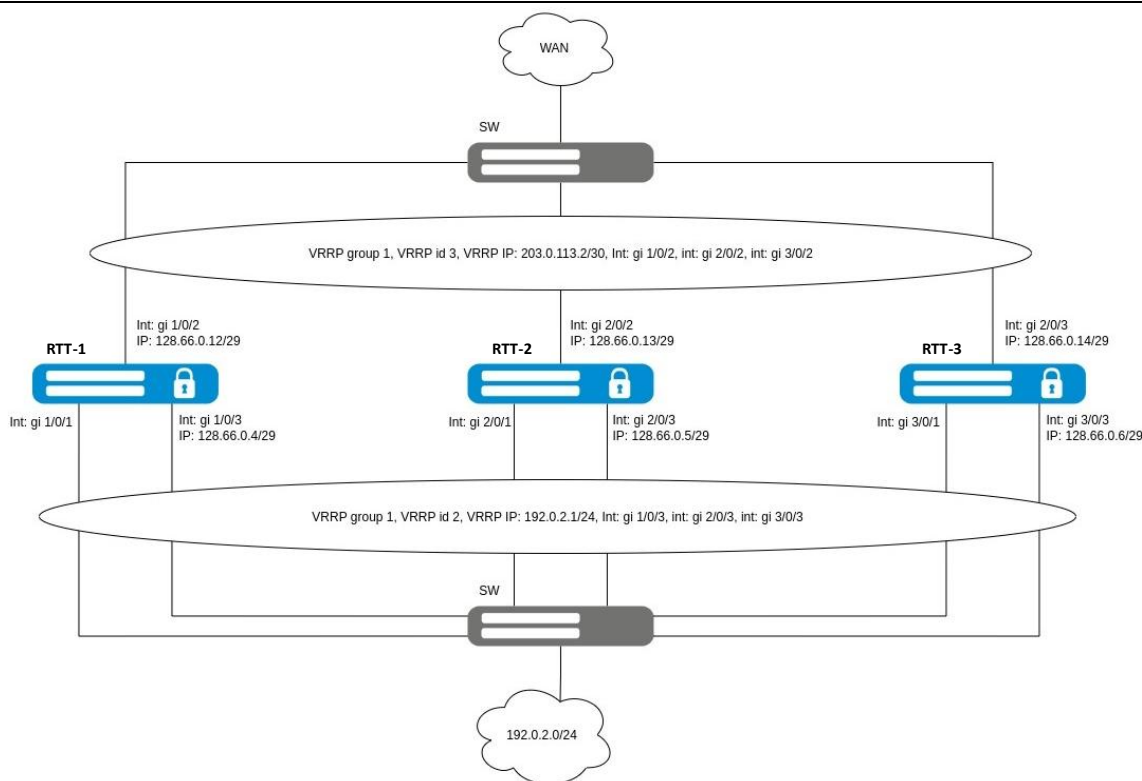 WAN
SW
VRRP group 1, VRRP id 3, VRRP IP: 203.0.113.2/30, Int: gi 1/0/2, int: gi 2/0/2, int: gi 3/0/2
Int: gi 1/0/2
IP: 128.66.0.12/29
Int: gi 2/0/2
IP: 128.66.0.13/29
Int: gi 2/0/3
IP: 128.66.0.14/29
RTT-1
RTT-2
RTT-3
Int: gi 1/0/1
Int: gi 1/0/3
IP: 128.66.0.4/29
Int: gi 2/0/1
Int: gi 2/0/3
IP: 128.66.0.5/29
Int: gi 3/0/1
Int: gi 3/0/3
IP: 128.66.0.6/29
VRRP group 1, VRRP id 2, VRRP IP: 192.0.2.1/24, Int: gi 1/0/3, int: gi 2/0/3, int: gi 3/0/3
SW
192.0.2.0/24